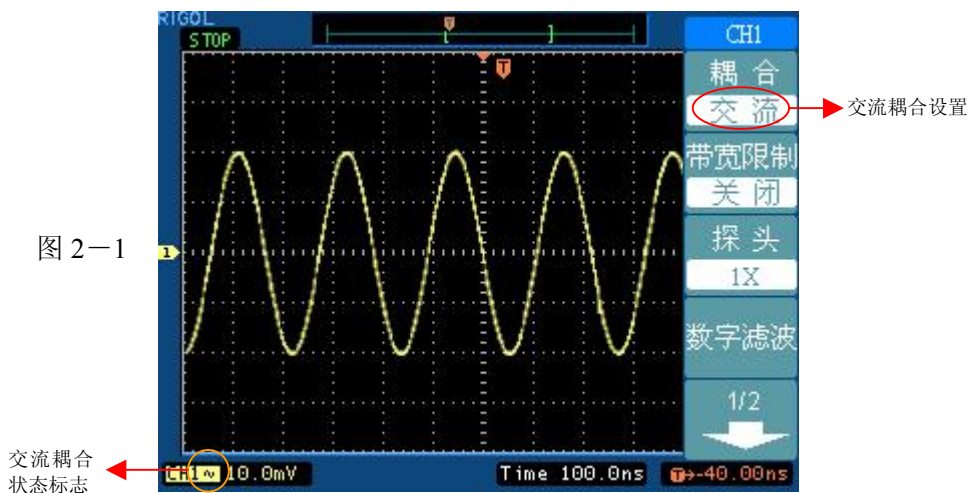 RIGOL
STOP
T
T
CH1
耦 合
交 流
交流耦合设置
带宽限制
关 闭
图 2－1
1
探 头
1X
数字滤波
1/2
交流耦合
状态标志
CH1~ 10.0mV
Time 100.0ns
T→-40.00ns